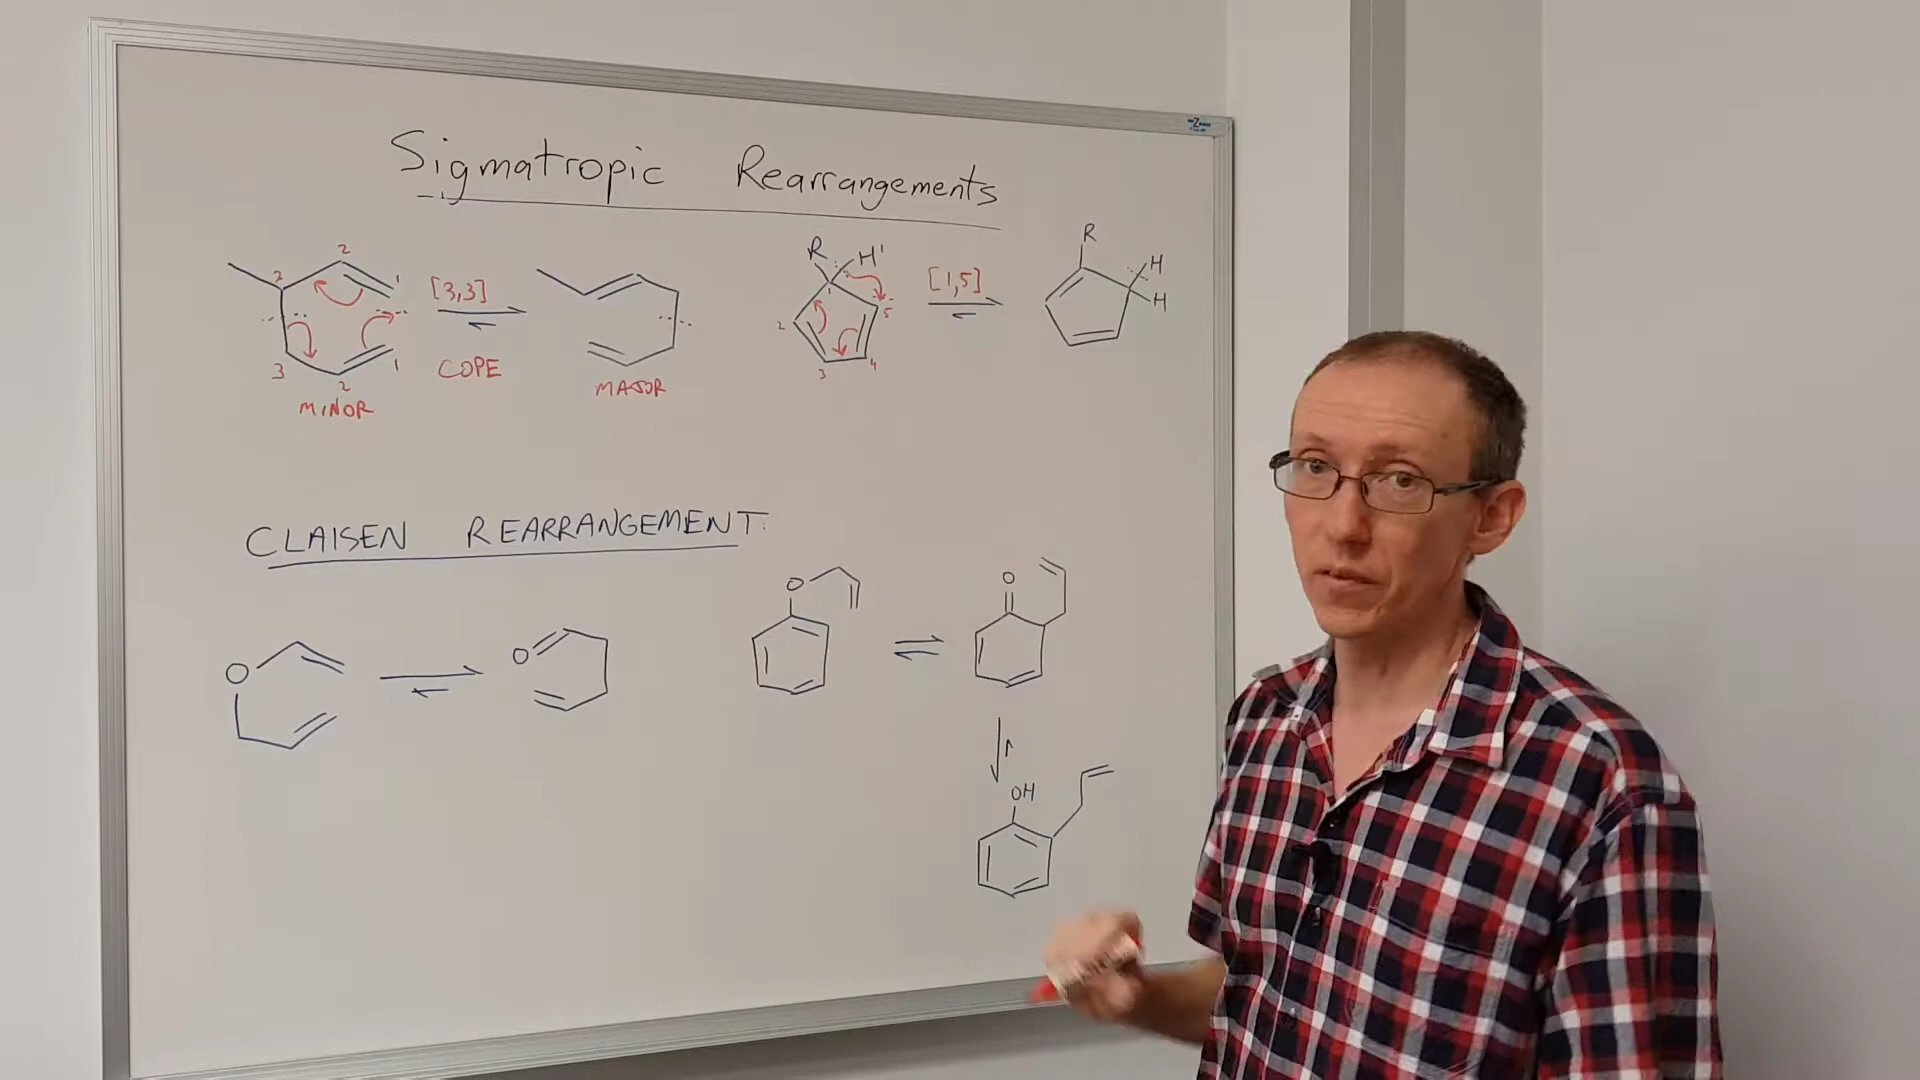 Sigmatropic Rearrangements
2 2 1 [3,3] COPE 3 2 1 MINOR
MAJOR
R H' 1 2 3 4 5 [1,5]
R H H
CLAISEN REARRANGEMENT:
O O
O O
OH